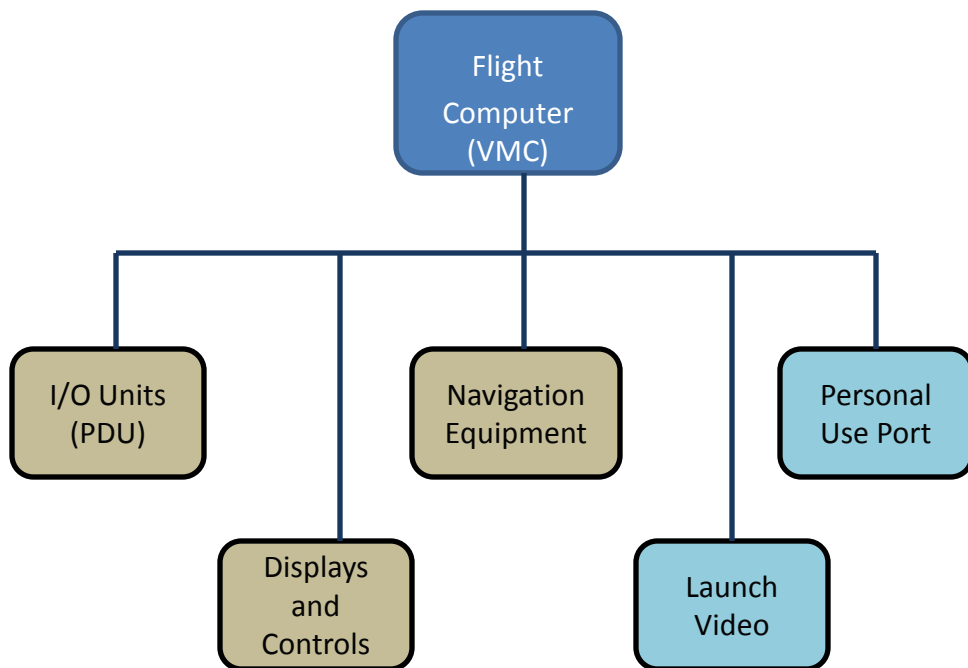 Flight
Computer
(VMC)
I/O Units
(PDU)
Navigation
Equipment
Personal
Use Port
Displays
and
Controls
Launch
Video